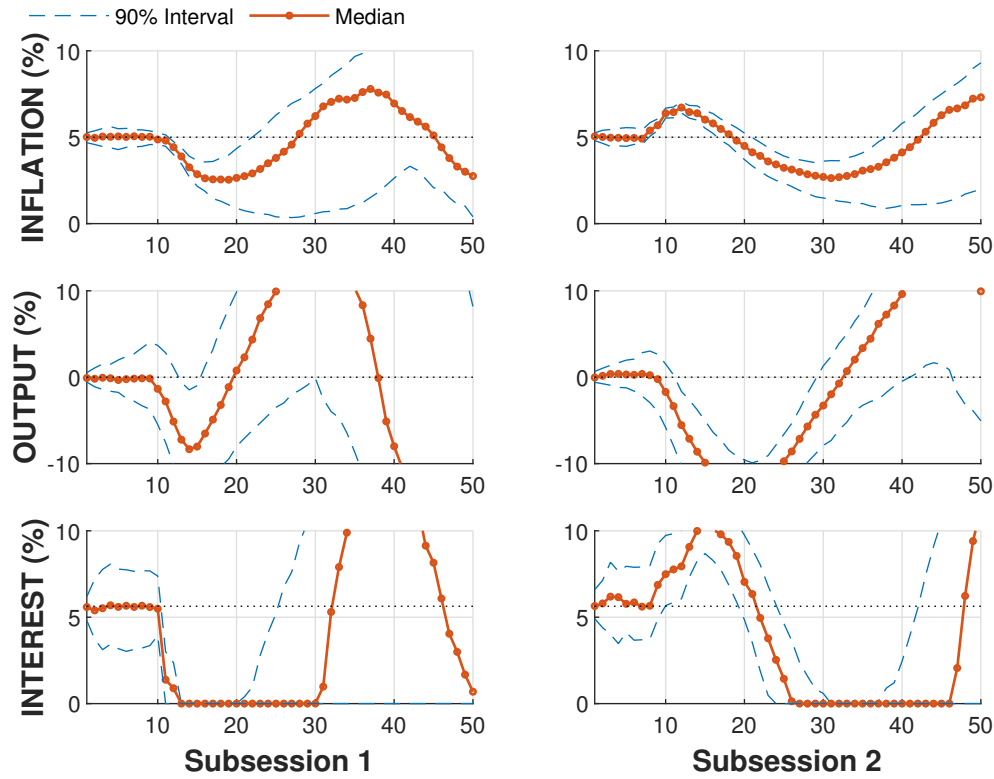 90% Interval Median
INFLATION (%)
10
5
0
10 20 30 40 50
10
5
0
10 20 30 40 50
OUTPUT (%)
10
0
-10
10 20 30 40 50
10
0
-10
10 20 30 40 50
INTEREST (%)
10
5
0
10 20 30 40 50
Subsession 1
10
5
0
10 20 30 40 50
Subsession 2